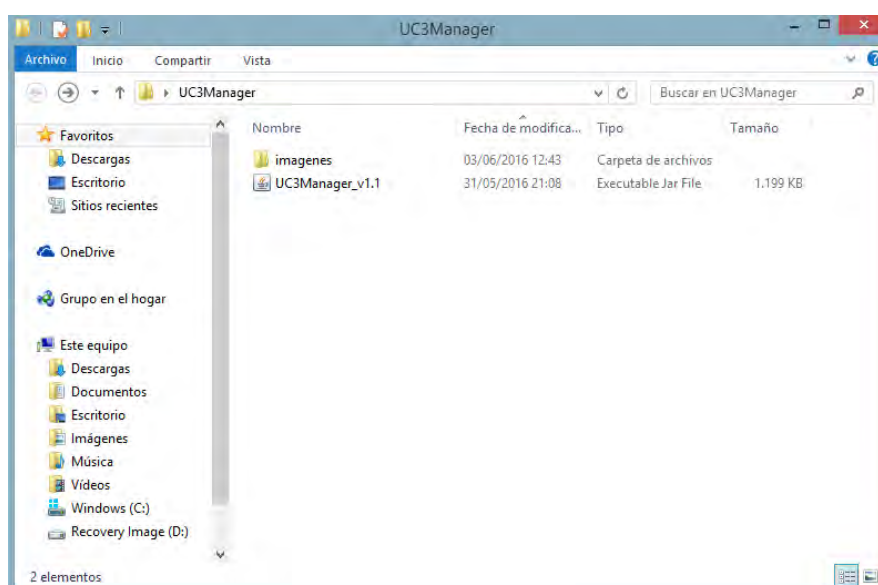 UC3Manager
Archivo Inicio Compartir Vista
UC3Manager Buscar en UC3Manager
Nombre Fecha de modifica... Tipo Tamaño
imagenes 03/06/2016 12:43 Carpeta de archivos
UC3Manager_v1.1 31/05/2016 21:08 Executable Jar File 1.199 KB
Favoritos
Descargas
Escritorio
Sitios recientes
OneDrive
Grupo en el hogar
Este equipo
Descargas
Documentos
Escritorio
Imágenes
Música
Vídeos
Windows (C:)
Recovery Image (D:)
2 elementos